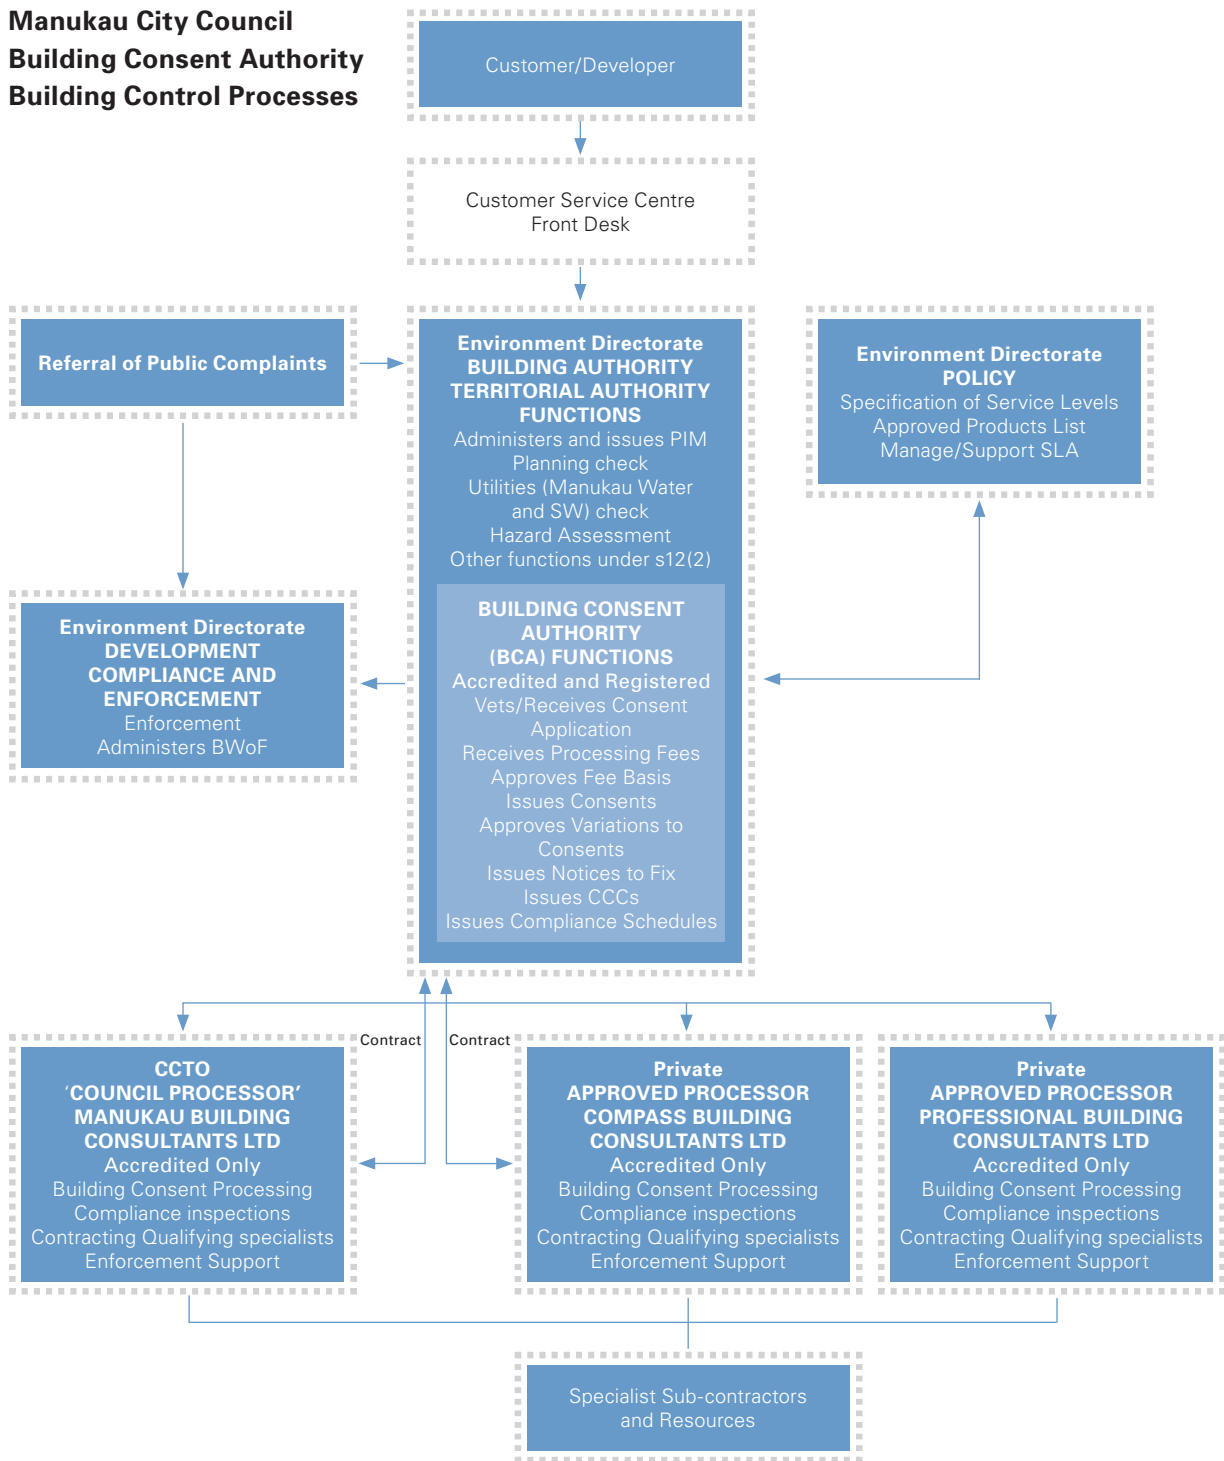 Manukau City Council
Building Consent Authority
Building Control Processes
Customer/Developer
Customer Service Centre
Front Desk
Referral of Public Complaints
Environment Directorate
BUILDING AUTHORITY
TERRITORIAL AUTHORITY
FUNCTIONS
Administers and issues PIM
Planning check
Utilities (Manukau Water
and SW) check
Hazard Assessment
Other functions under s12(2)
BUILDING CONSENT
AUTHORITY
(BCA) FUNCTIONS
Accredited and Registered
Vets/Receives Consent
Application
Receives Processing Fees
Approves Fee Basis
Issues Consents
Approves Variations to
Consents
Issues Notices to Fix
Issues CCCs
Issues Compliance Schedules
Environment Directorate
POLICY
Specification of Service Levels
Approved Products List
Manage/Support SLA
Environment Directorate
DEVELOPMENT
COMPLIANCE AND
ENFORCEMENT
Enforcement
Administers BWoF
Contract
Contract
CCTO
‘COUNCIL PROCESSOR’
MANUKAU BUILDING
CONSULTANTS LTD
Accredited Only
Building Consent Processing
Compliance inspections
Contracting Qualifying specialists
Enforcement Support
Private
APPROVED PROCESSOR
COMPASS BUILDING
CONSULTANTS LTD
Accredited Only
Building Consent Processing
Compliance inspections
Contracting Qualifying specialists
Enforcement Support
Private
APPROVED PROCESSOR
PROFESSIONAL BUILDING
CONSULTANTS LTD
Accredited Only
Building Consent Processing
Compliance inspections
Contracting Qualifying specialists
Enforcement Support
Specialist Sub-contractors
and Resources